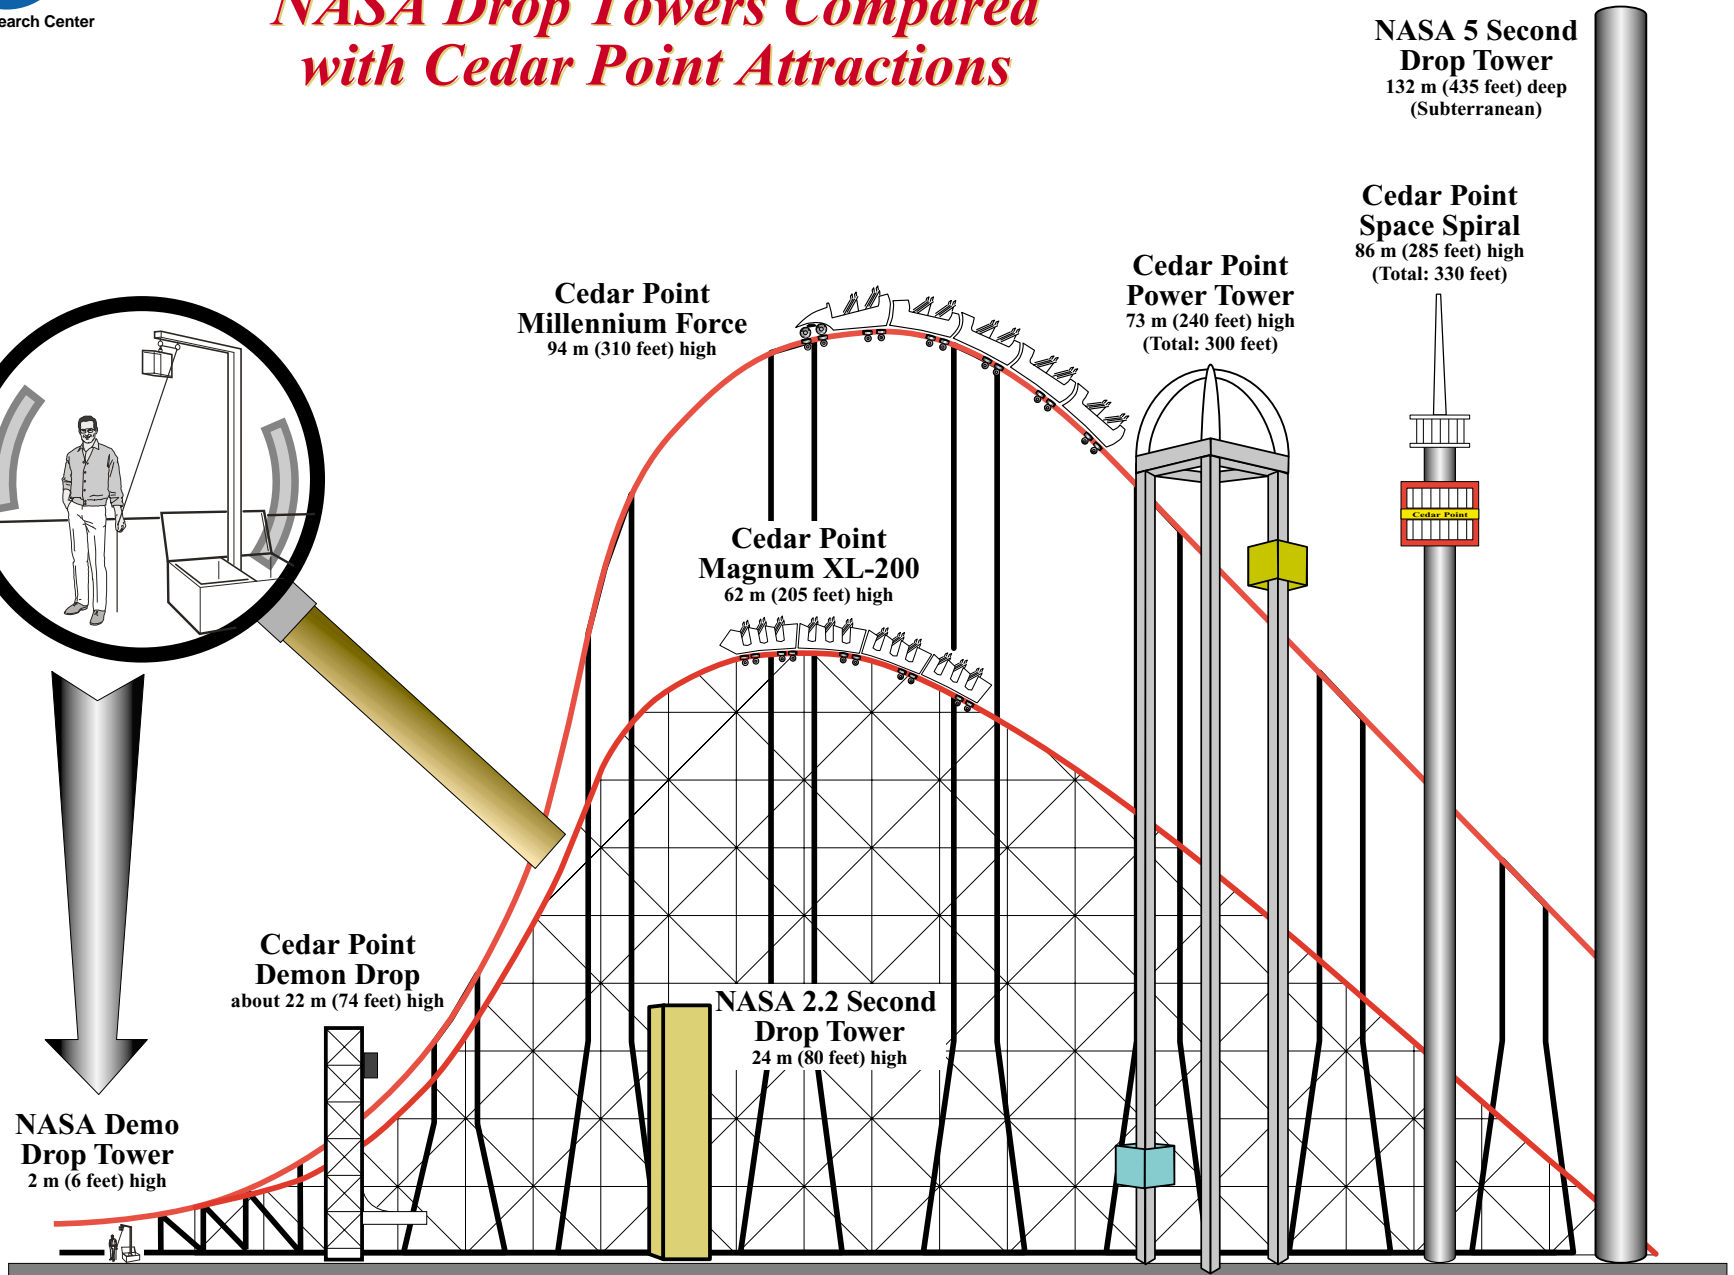 earch Center
NASA Drop Towers Compared
with Cedar Point Attractions
NASA 5 Second
Drop Tower
132 m (435 feet) deep
(Subterranean)
Cedar Point
Space Spiral
86 m (285 feet) high
(Total: 330 feet)
Cedar Point
Power Tower
73 m (240 feet) high
(Total: 300 feet)
Cedar Point
Millennium Force
94 m (310 feet) high
Cedar Point
Cedar Point
Magnum XL-200
62 m (205 feet) high
Cedar Point
Demon Drop
about 22 m (74 feet) high
NASA 2.2 Second
Drop Tower
24 m (80 feet) high
NASA Demo
Drop Tower
2 m (6 feet) high